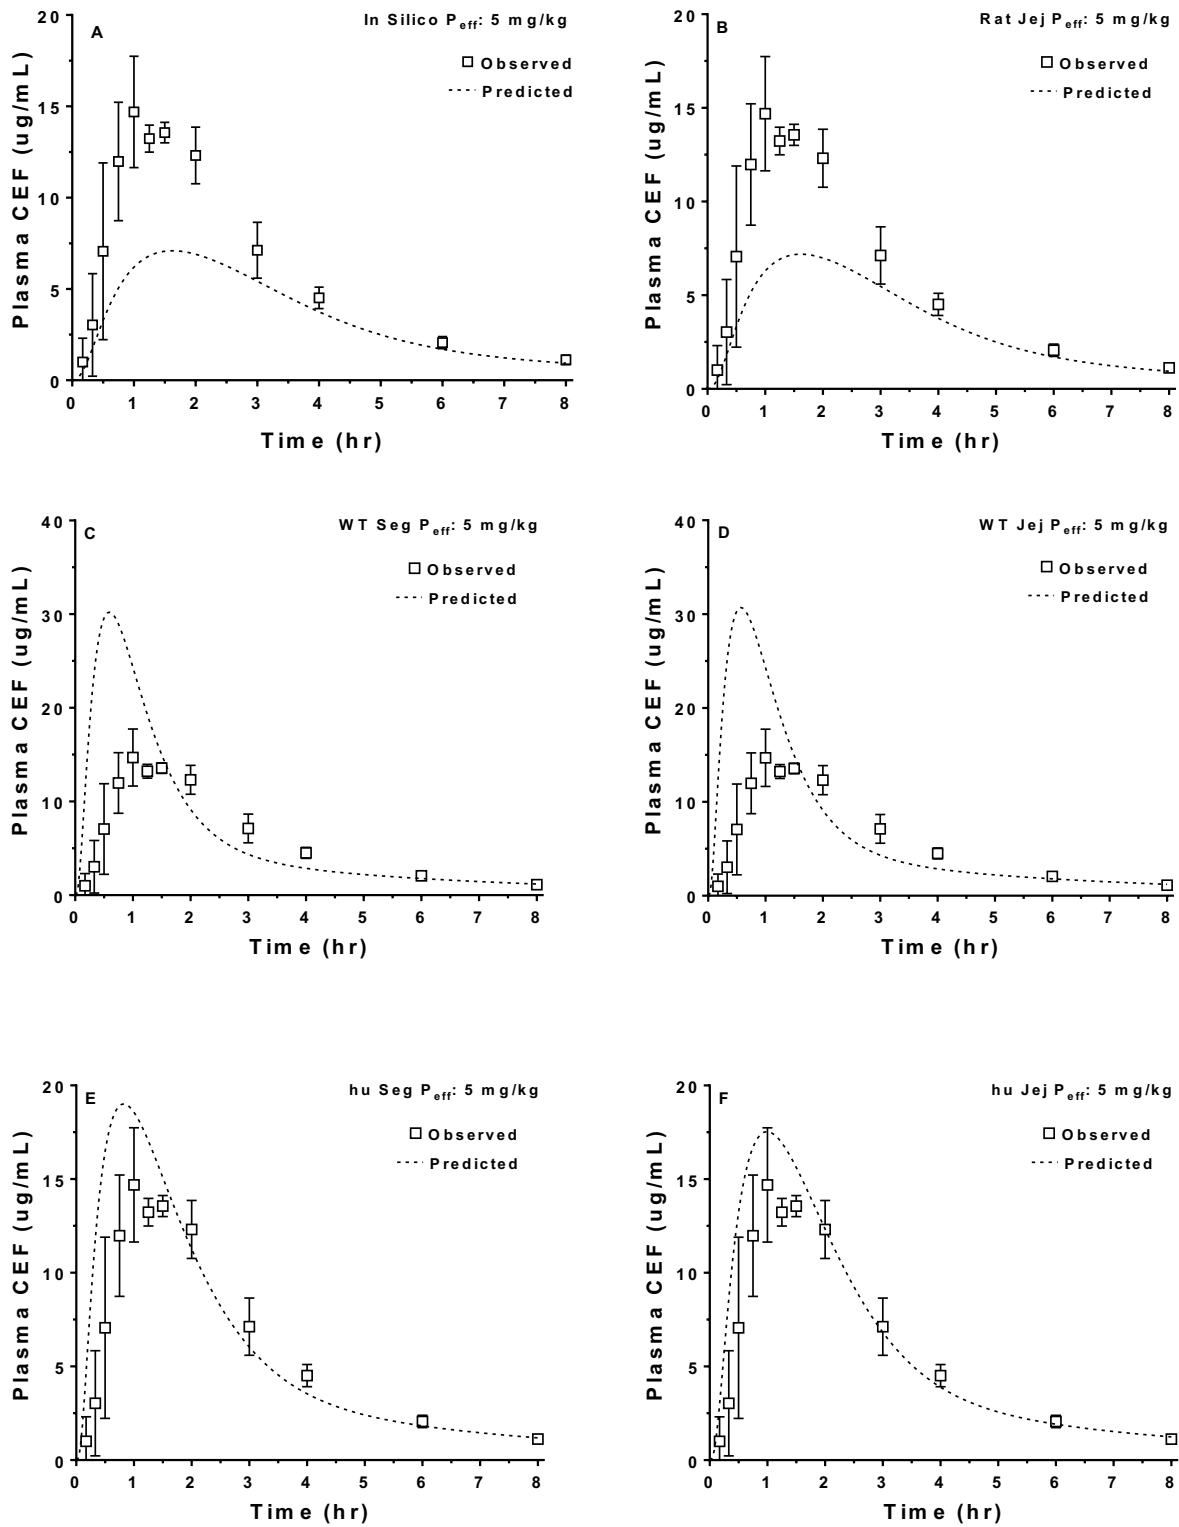 A
In Silico Peff: 5 mg/kg
Observed
Predicted
Plasma CEF (ug/mL)
20
15
10
5
0
0 1 2 3 4 5 6 7 8
Time (hr)
B
Rat Jej Peff: 5 mg/kg
Observed
Predicted
Plasma CEF (ug/mL)
20
15
10
5
0
0 1 2 3 4 5 6 7 8
Time (hr)
C
WT Seg Peff: 5 mg/kg
Observed
Predicted
Plasma CEF (ug/mL)
40
30
20
10
0
0 1 2 3 4 5 6 7 8
Time (hr)
D
WT Jej Peff: 5 mg/kg
Observed
Predicted
Plasma CEF (ug/mL)
40
30
20
10
0
0 1 2 3 4 5 6 7 8
Time (hr)
E
hu Seg Peff: 5 mg/kg
Observed
Predicted
Plasma CEF (ug/mL)
20
15
10
5
0
0 1 2 3 4 5 6 7 8
Time (hr)
F
hu Jej Peff: 5 mg/kg
Observed
Predicted
Plasma CEF (ug/mL)
20
15
10
5
0
0 1 2 3 4 5 6 7 8
Time (hr)